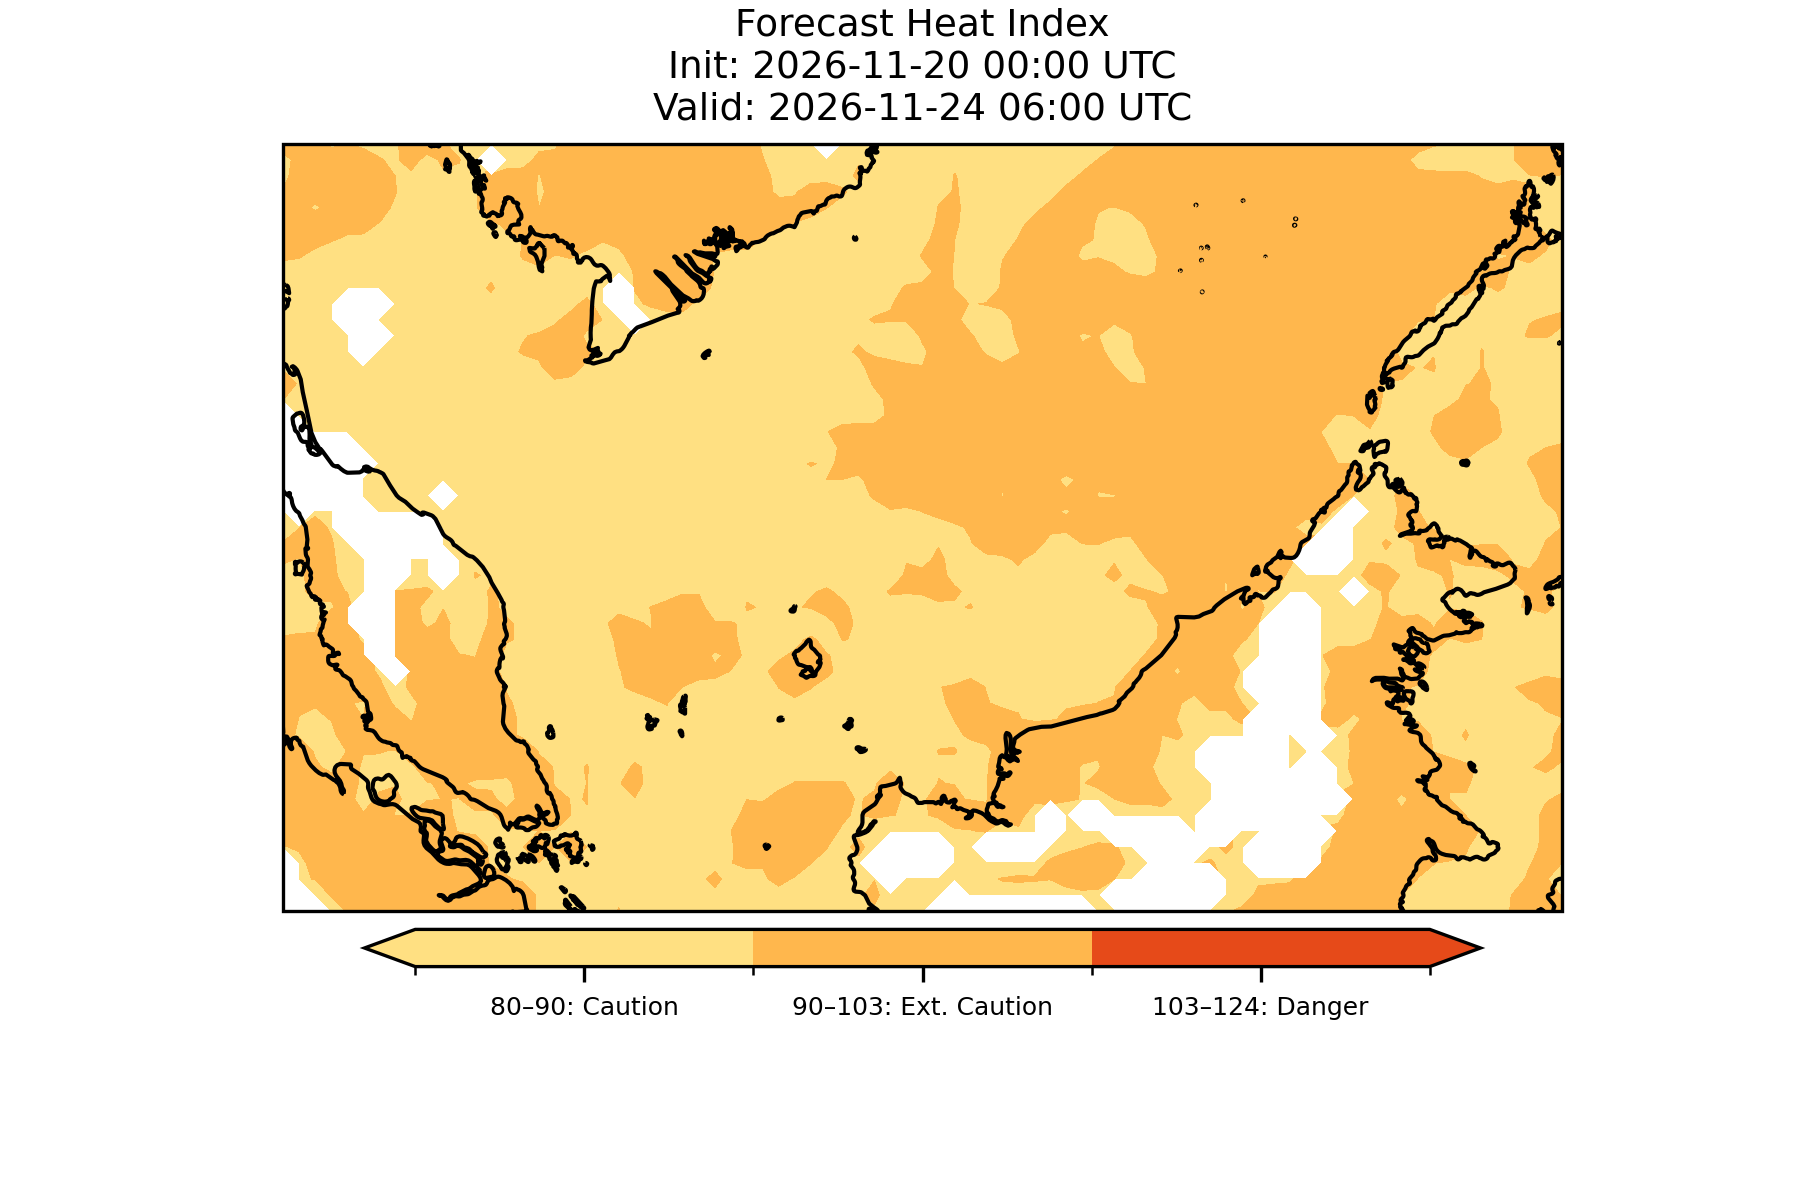 Forecast Heat Index
Init: 2026-11-20 00:00 UTC
Valid: 2026-11-24 06:00 UTC
80–90: Caution
90–103: Ext. Caution
103–124: Danger